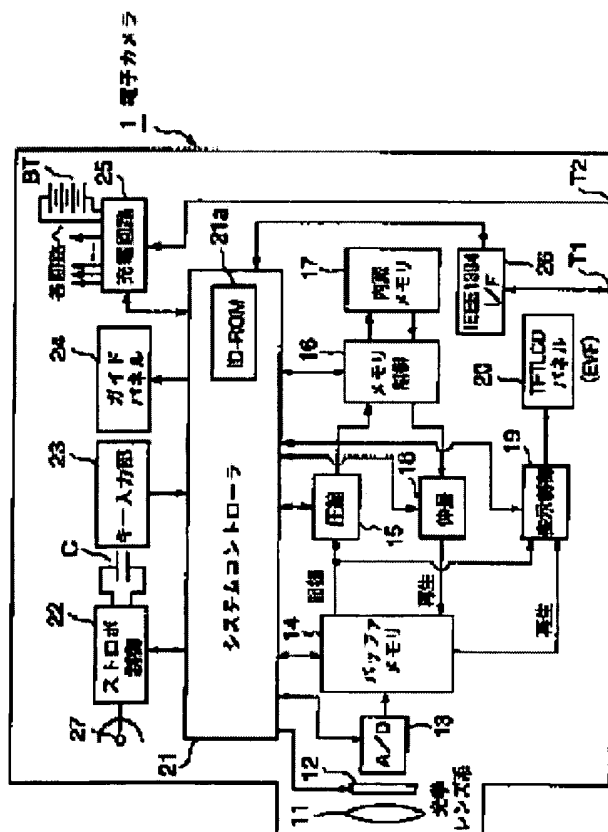 1 電子カメラ
BT
25
各回路へ
充電回路
24
ガイド
パネル
23
キー入力部
C
22
ストロボ
制御
27
21
システムコントローラ
21a
ID-ROM
17
内蔵
メモリ
16
メモリ
制御
IEEE1394
I/F
26
T1
T2
20
TFTLCD
パネル
(EVF)
19
表示制御
18
伸長
15
圧縮
記録
再生
再生
14
バッファ
メモリ
13
A/D
12
11
光学
レンズ系